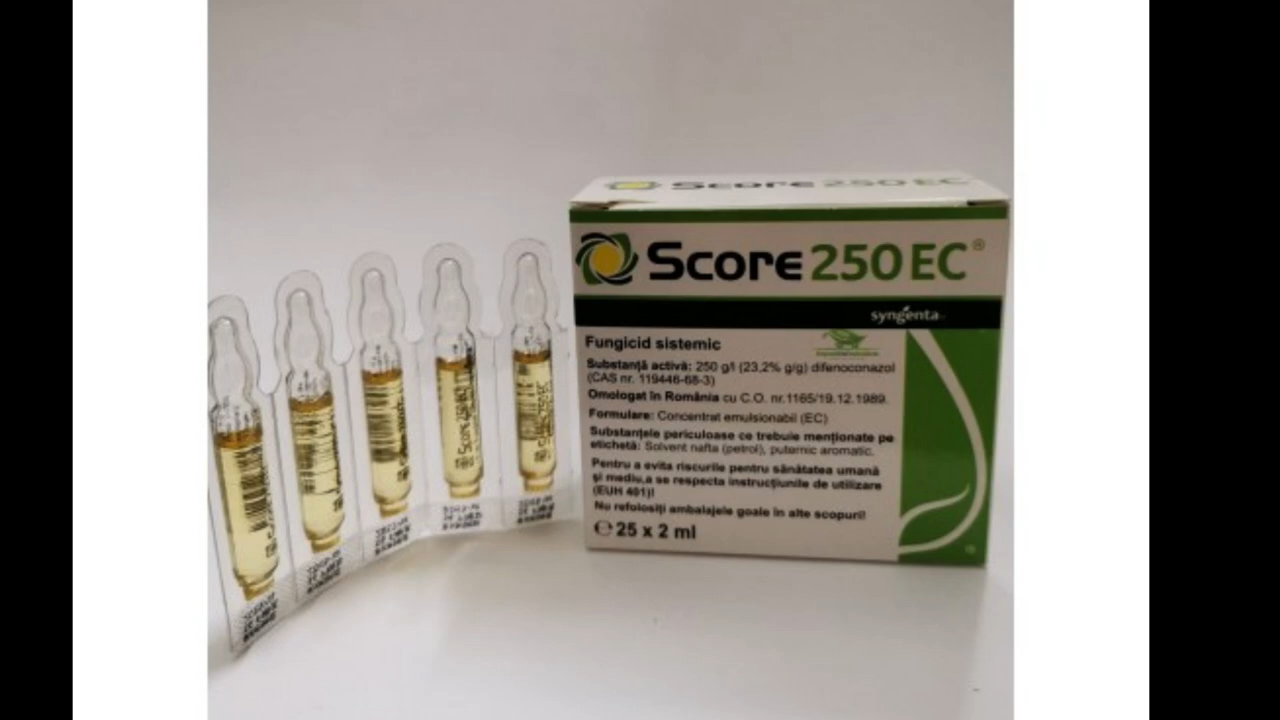 Score 250 EC
Score 250 EC®
syngenta
Fungicid sistemic
Substanță activă: 250 g/l (23,2% g/g) difenoconazol
(CAS nr. 119446-68-3)
Omologat în România cu C.O. nr.1165/19.12.1989.
Formulare: Concentrat emulsionabil (EC)
Substanțele periculoase ce trebuie menționate pe
etichetă: Solvent nafta (petrol), puternic aromatic.
Pentru a evita riscurile pentru sănătatea umană
și mediu,a se respecta instrucțiunile de utilizare
(EUH 401)!
Nu refolosiți ambalajele goale în alte scopuri!
℮ 25 x 2 ml
Score 250 EC